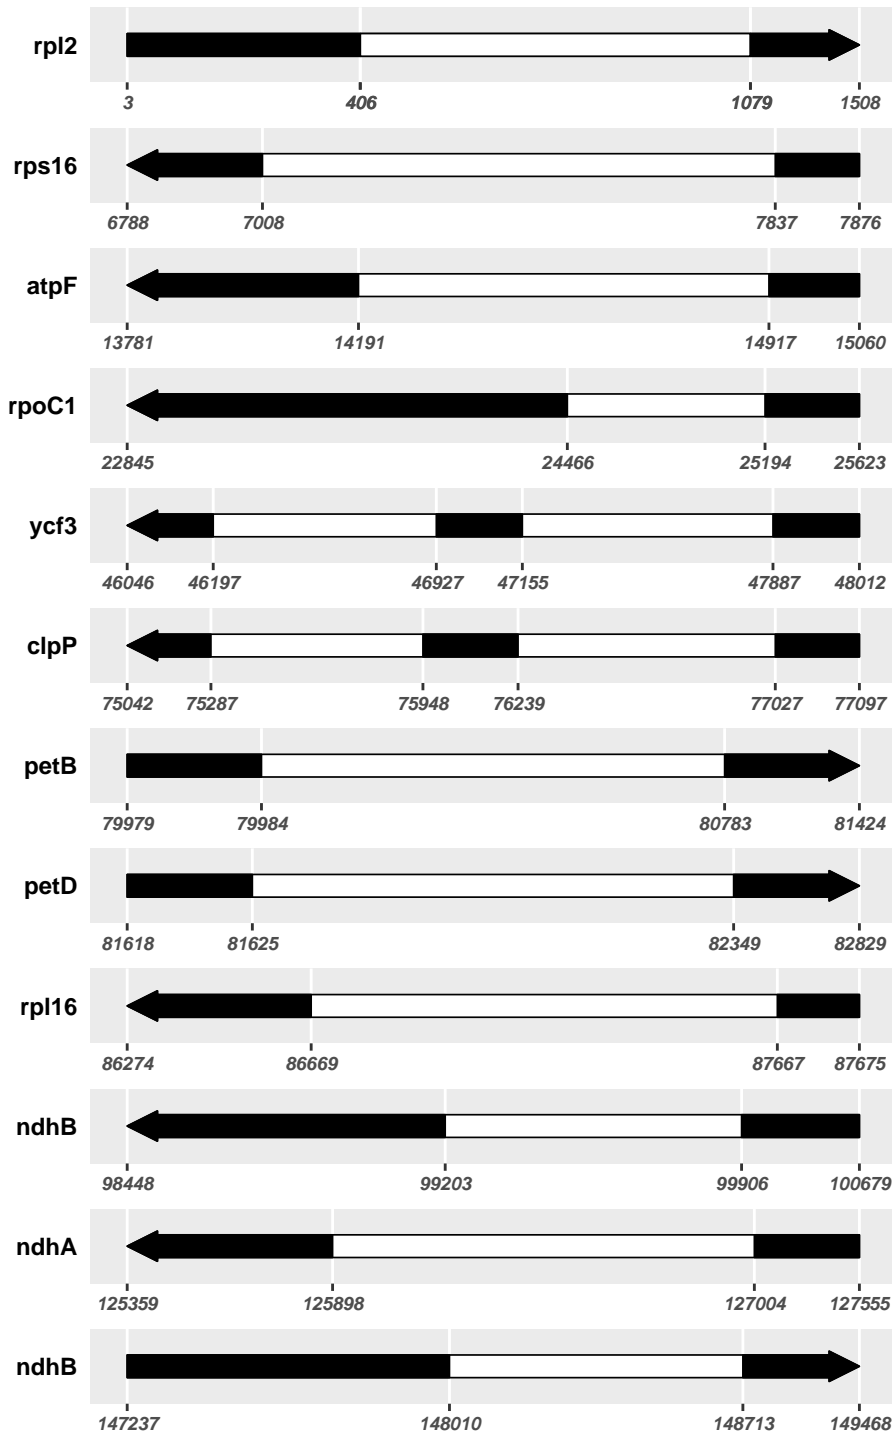 rpl2
3 406 1079 1508
rps16
6788 7008 7837 7876
atpF
13781 14191 14917 15060
rpoC1
22845 24466 25194 25623
ycf3
46046 46197 46927 47155 47887 48012
clpP
75042 75287 75948 76239 77027 77097
petB
79979 79984 80783 81424
petD
81618 81625 82349 82829
rpl16
86274 86669 87667 87675
ndhB
98448 99203 99906 100679
ndhA
125359 125898 127004 127555
ndhB
147237 148010 148713 149468